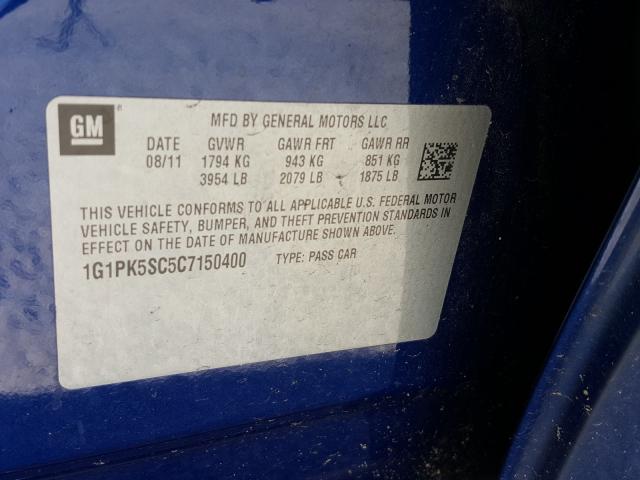 GM
MFD BY GENERAL MOTORS LLC
DATE GVWR GAWR FRT GAWR RR
08/11 1794 KG 943 KG 851 KG
3954 LB 2079 LB 1875 LB
THIS VEHICLE CONFORMS TO ALL APPLICABLE U.S. FEDERAL MOTOR
VEHICLE SAFETY, BUMPER, AND THEFT PREVENTION STANDARDS IN
EFFECT ON THE DATE OF MANUFACTURE SHOWN ABOVE.
1G1PK5SC5C7150400 TYPE: PASS CAR